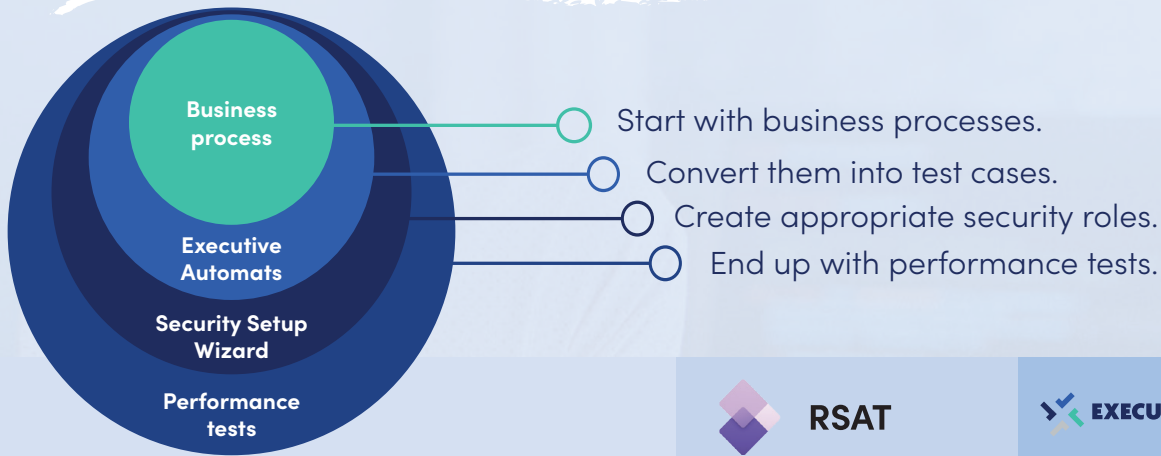 Business
process
Executive
Automats
Security Setup
Wizard
Performance
tests
Start with business processes.
Convert them into test cases.
Create appropriate security roles.
End up with performance tests.
RSAT